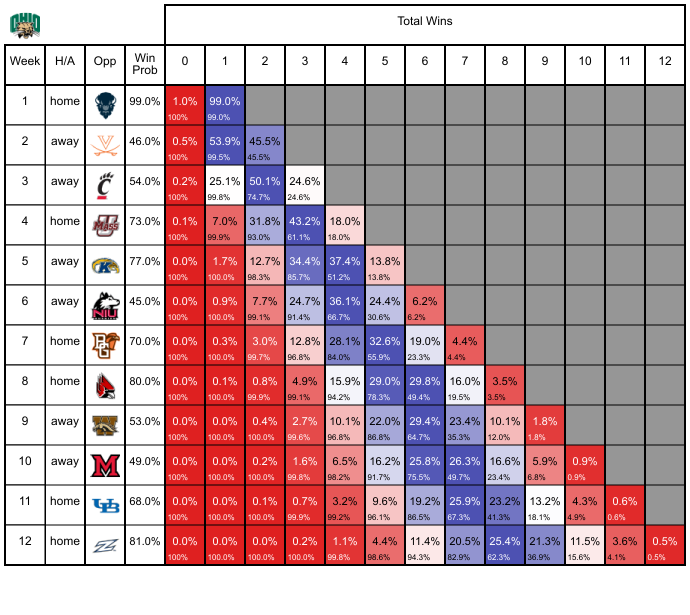 OHIO
Total Wins
Week H/A Opp Win Prob 0 1 2 3 4 5 6 7 8 9 10 11 12
1 home 99.0% 1.0% 99.0%
100% 99.0%
2 away V 46.0% 0.5% 53.9% 45.5%
100% 99.5% 45.5%
3 away C 54.0% 0.2% 25.1% 50.1% 24.6%
100% 99.8% 74.7% 24.6%
4 home U Mass 73.0% 0.1% 7.0% 31.8% 43.2% 18.0%
100% 99.9% 93.0% 61.1% 18.0%
5 away K 77.0% 0.0% 1.7% 12.7% 34.4% 37.4% 13.8%
100% 100.0% 98.3% 85.7% 51.2% 13.8%
6 away NIU 45.0% 0.0% 0.9% 7.7% 24.7% 36.1% 24.4% 6.2%
100% 100.0% 99.1% 91.4% 66.7% 30.6% 6.2%
7 home BG 70.0% 0.0% 0.3% 3.0% 12.8% 28.1% 32.6% 19.0% 4.4%
100% 100.0% 99.7% 96.8% 84.0% 55.9% 23.3% 4.4%
8 home 80.0% 0.0% 0.1% 0.8% 4.9% 15.9% 29.0% 29.8% 16.0% 3.5%
100% 100.0% 99.9% 99.1% 94.2% 78.3% 49.4% 19.5% 3.5%
9 away W 53.0% 0.0% 0.0% 0.4% 2.7% 10.1% 22.0% 29.4% 23.4% 10.1% 1.8%
100% 100.0% 100.0% 99.6% 96.8% 86.8% 64.7% 35.3% 12.0% 1.8%
10 away M 49.0% 0.0% 0.0% 0.2% 1.6% 6.5% 16.2% 25.8% 26.3% 16.6% 5.9% 0.9%
100% 100.0% 100.0% 99.8% 98.2% 91.7% 75.5% 49.7% 23.4% 6.8% 0.9%
11 home UB 68.0% 0.0% 0.0% 0.1% 0.7% 3.2% 9.6% 19.2% 25.9% 23.2% 13.2% 4.3% 0.6%
100% 100.0% 100.0% 99.9% 99.2% 96.1% 86.5% 67.3% 41.3% 18.1% 4.9% 0.6%
12 home Z 81.0% 0.0% 0.0% 0.0% 0.2% 1.1% 4.4% 11.4% 20.5% 25.4% 21.3% 11.5% 3.6% 0.5%
100% 100.0% 100.0% 100.0% 99.8% 98.6% 94.3% 82.9% 62.3% 36.9% 15.6% 4.1% 0.5%